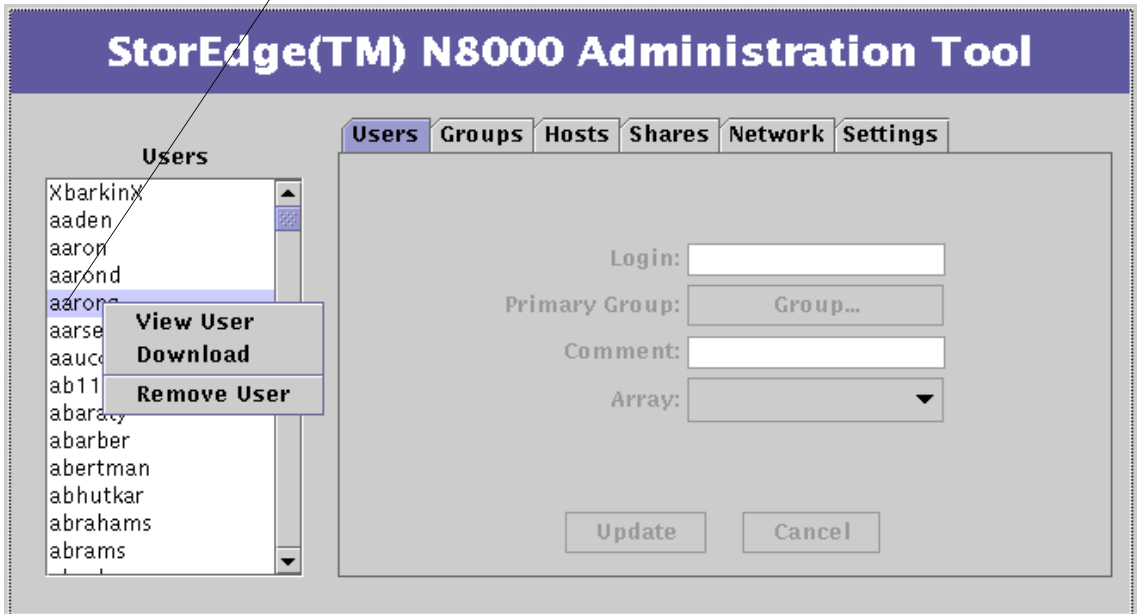 StorEdge(TM) N8000 Administration Tool
Users Groups Hosts Shares Network Settings
Users
XbarkinX
aaden
aaron
aarond
View User
Download
Remove User
abarber
abertman
abhutkar
abrahams
abrams
Login:
Primary Group: Group...
Comment:
Array:
Update Cancel